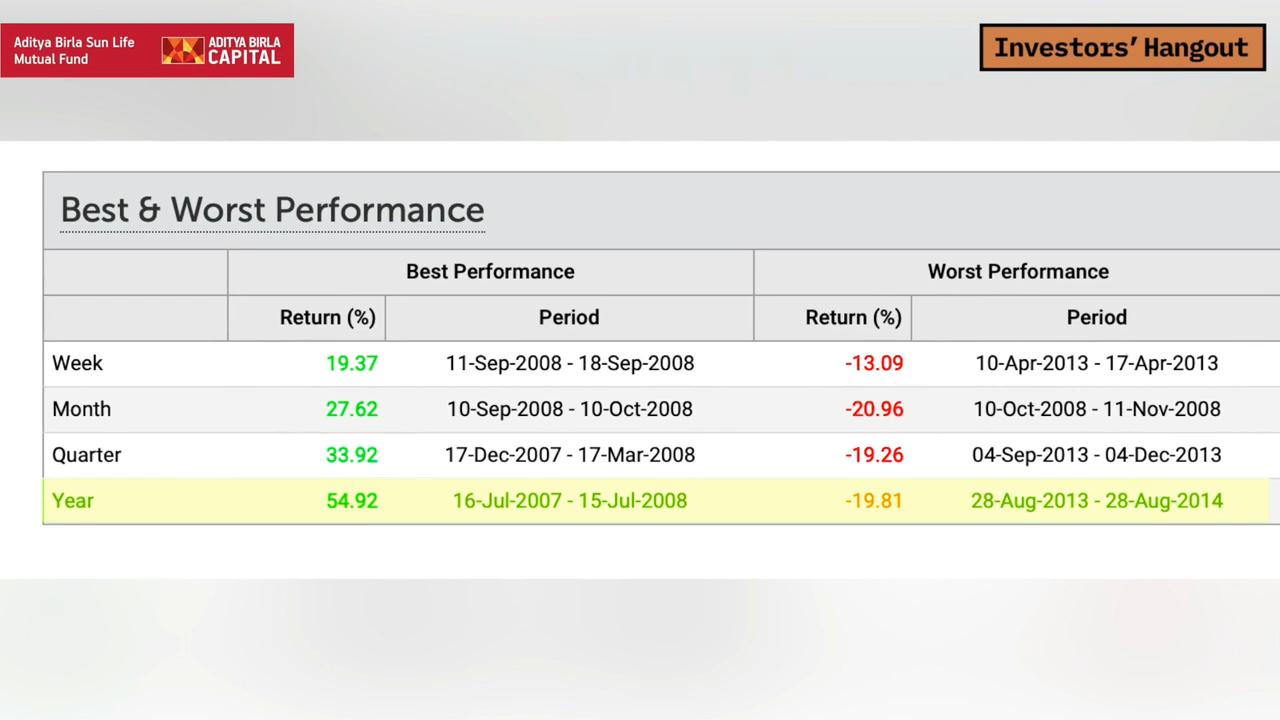 Aditya Birla Sun Life
Mutual Fund
ADITYA BIRLA
CAPITAL
Investors' Hangout
Best & Worst Performance
Best Performance Worst Performance
Return (%) Period Return (%) Period
Week 19.37 11-Sep-2008 - 18-Sep-2008 -13.09 10-Apr-2013 - 17-Apr-2013
Month 27.62 10-Sep-2008 - 10-Oct-2008 -20.96 10-Oct-2008 - 11-Nov-2008
Quarter 33.92 17-Dec-2007 - 17-Mar-2008 -19.26 04-Sep-2013 - 04-Dec-2013
Year 54.92 16-Jul-2007 - 15-Jul-2008 -19.81 28-Aug-2013 - 28-Aug-2014